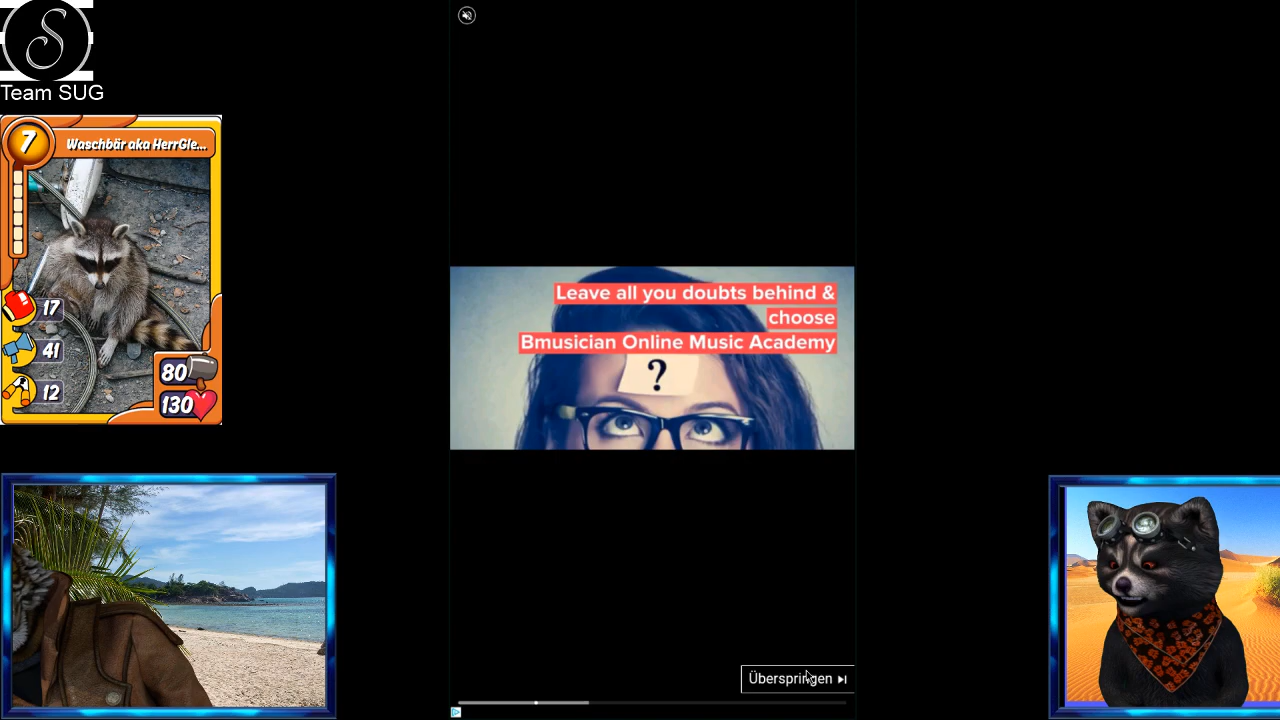 S
Team SUG
7
Waschbär aka HerrGle...
17
41
12
80
130
Leave all you doubts behind &
choose
Bmusician Online Music Academy
?
Überspringen